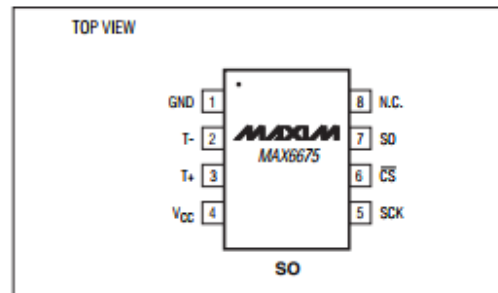 TOP VIEW
GND 1 8 N.C.
T- 2 MAXIM 7 SO
MAX6675
T+ 3 6 CS
VCC 4 5 SCK
SO